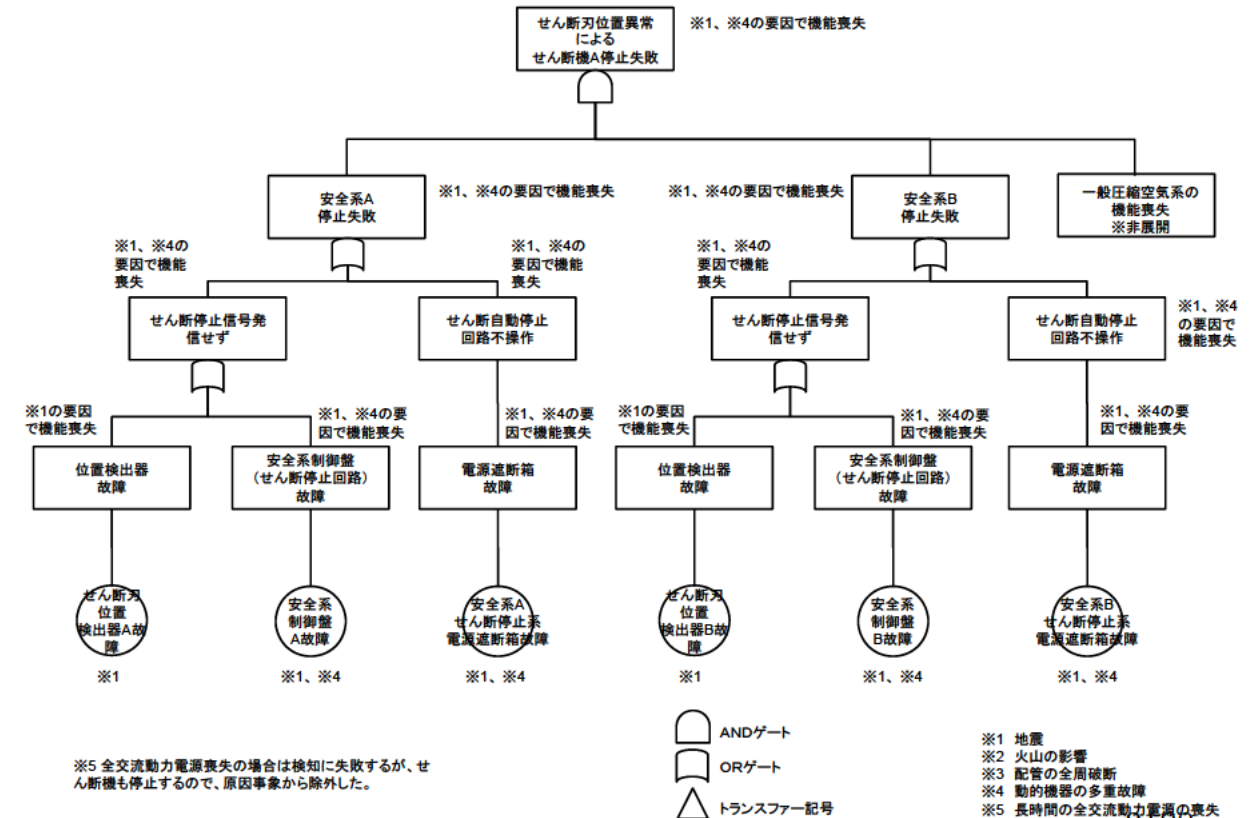 せん断刃位置異常
による
せん断機A停止失敗
※1、※4の要因で機能喪失
安全系A
停止失敗
※1、※4の要因で機能喪失
※1、※4の要因で機能喪失
安全系B
停止失敗
一般圧縮空気系の
機能喪失
※非展開
※1、※4の
要因で機能
喪失
※1、※4の
要因で機能
喪失
※1、※4の
要因で機能
喪失
せん断停止信号発
信せず
せん断自動停止
回路不操作
せん断停止信号発
信せず
せん断自動停止
回路不操作
※1、※4
の要因で
機能喪失
※1の要因
で機能喪失
※1、※4の要
因で機能喪失
※1、※4の要
因で機能喪失
※1の要因
で機能喪失
※1、※4の要
因で機能喪失
※1、※4の要
因で機能喪失
位置検出器
故障
安全系制御盤
(せん断停止回路)
故障
電源遮断箱
故障
位置検出器
故障
安全系制御盤
(せん断停止回路)
故障
電源遮断箱
故障
せん断刃
位置
検出器A故
障
安全系
制御盤
A故障
安全系A
せん断停止系
電源遮断箱故障
せん断刃
位置
検出器B故
障
安全系
制御盤
B故障
安全系B
せん断停止系
電源遮断箱故障
※1
※1、※4
※1、※4
※1
※1、※4
※1、※4
※5 全交流動力電源喪失の場合は検知に失敗するが、せ
ん断機も停止するので、原因事象から除外した。
ANDゲート
ORゲート
トランスファー記号
※1 地震
※2 火山の影響
※3 配管の全周破断
※4 動的機器の多重故障
※5 長時間の全交流動力電源の喪失